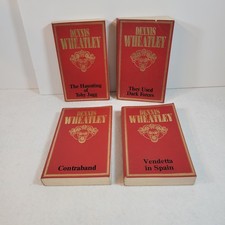 DENNIS
WHEATLEY
The Haunting
of Toby Jugg
DENNIS
WHEATLEY
They Used
Dark Forces
DENNIS
WHEATLEY
Contraband
DENNIS
WHEATLEY
Vendetta
in Spain